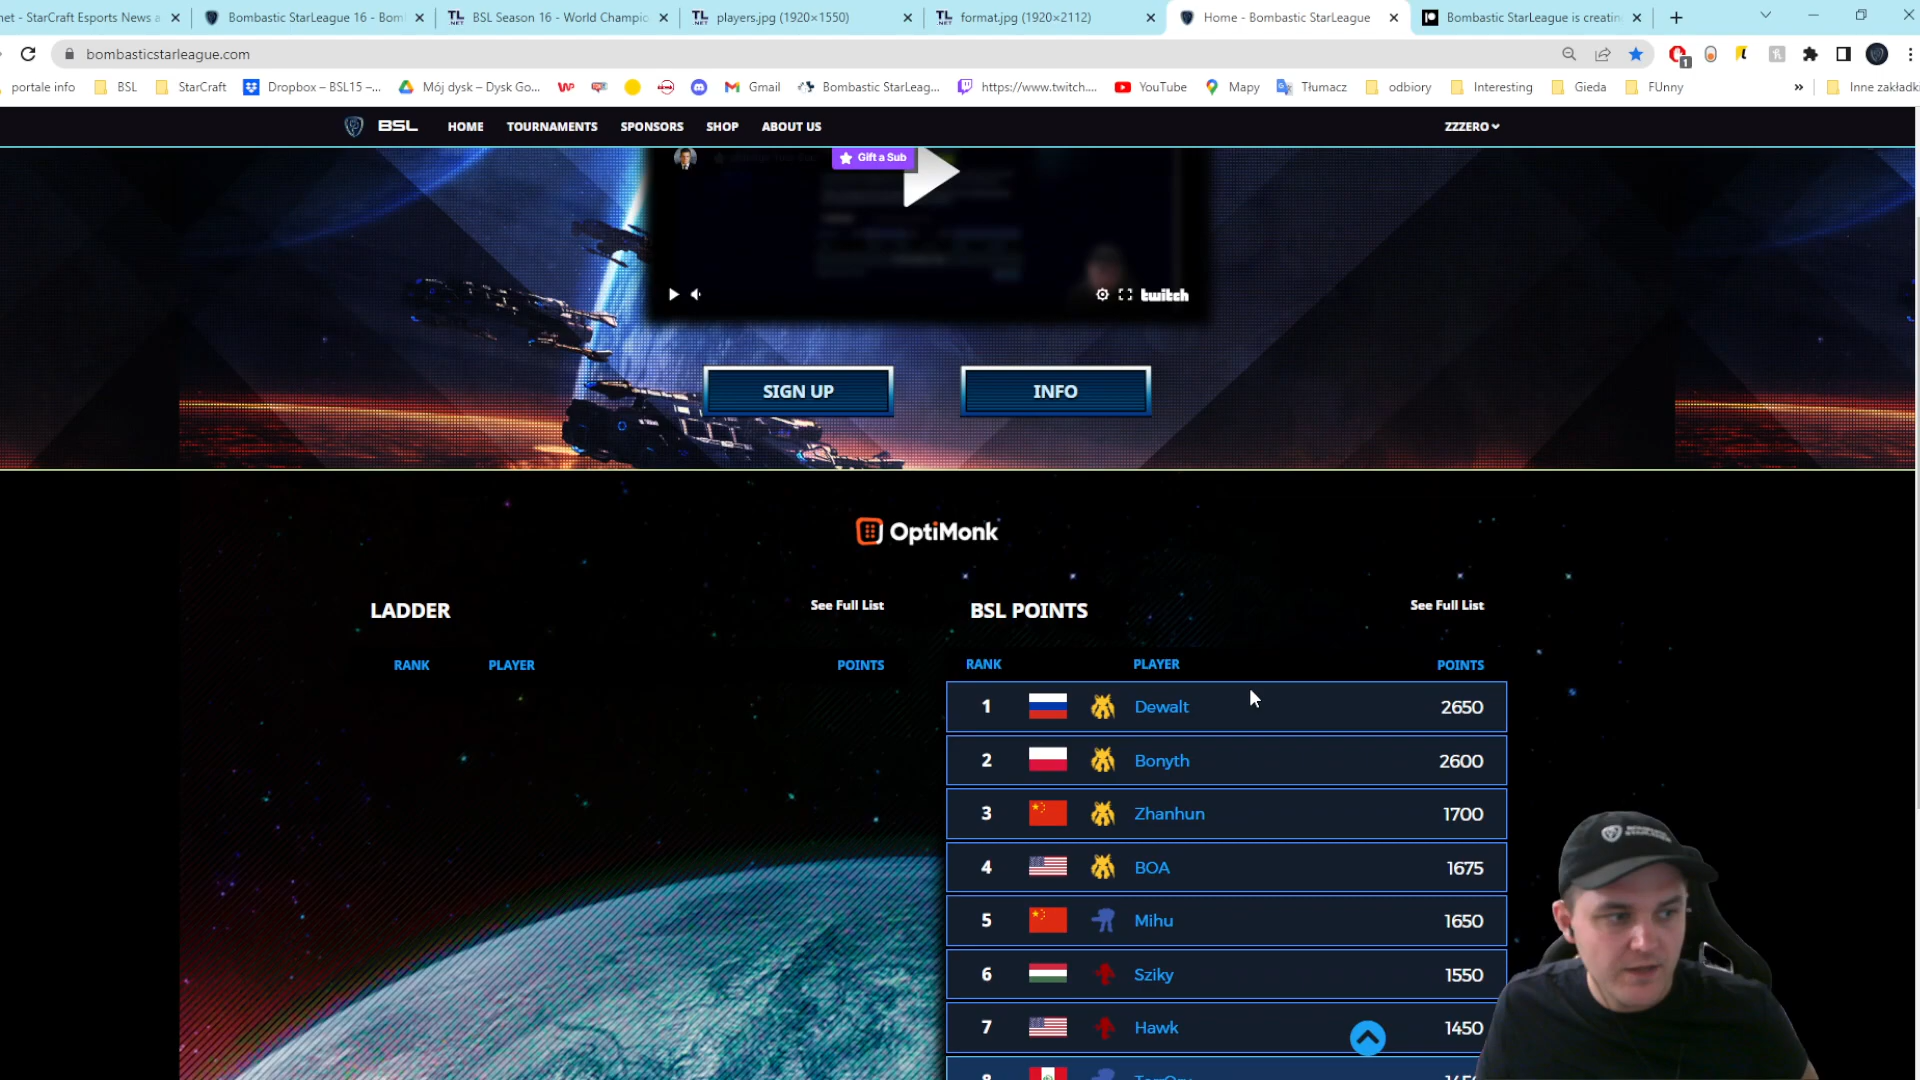 net - StarCraft Esports News a
Bombastic StarLeague 16 - Bom
BSL Season 16 - World Champio
players.jpg (1920×1550)
format.jpg (1920×2112)
Home - Bombastic StarLeague
Bombastic StarLeague is creatin
bombasticstarleague.com
1
portale info
BSL
StarCraft
Dropbox – BSL15 –...
Mój dysk – Dysk Go...
Gmail
Bombastic StarLeag...
https://www.twitch....
YouTube
Mapy
Tłumacz
odbiory
Interesting
Gieda
FUnny
Inne zakładki
BSL
HOME
TOURNAMENTS
SPONSORS
SHOP
ABOUT US
ZZZERO
Gift a Sub
twitch
SIGN UP
INFO
OptiMonk
LADDER
See Full List
RANK
PLAYER
POINTS
BSL POINTS
See Full List
RANK
PLAYER
POINTS
1 Dewalt 2650
2 Bonyth 2600
3 Zhanhun 1700
4 BOA 1675
5 Mihu 1650
6 Sziky 1550
7 Hawk 1450